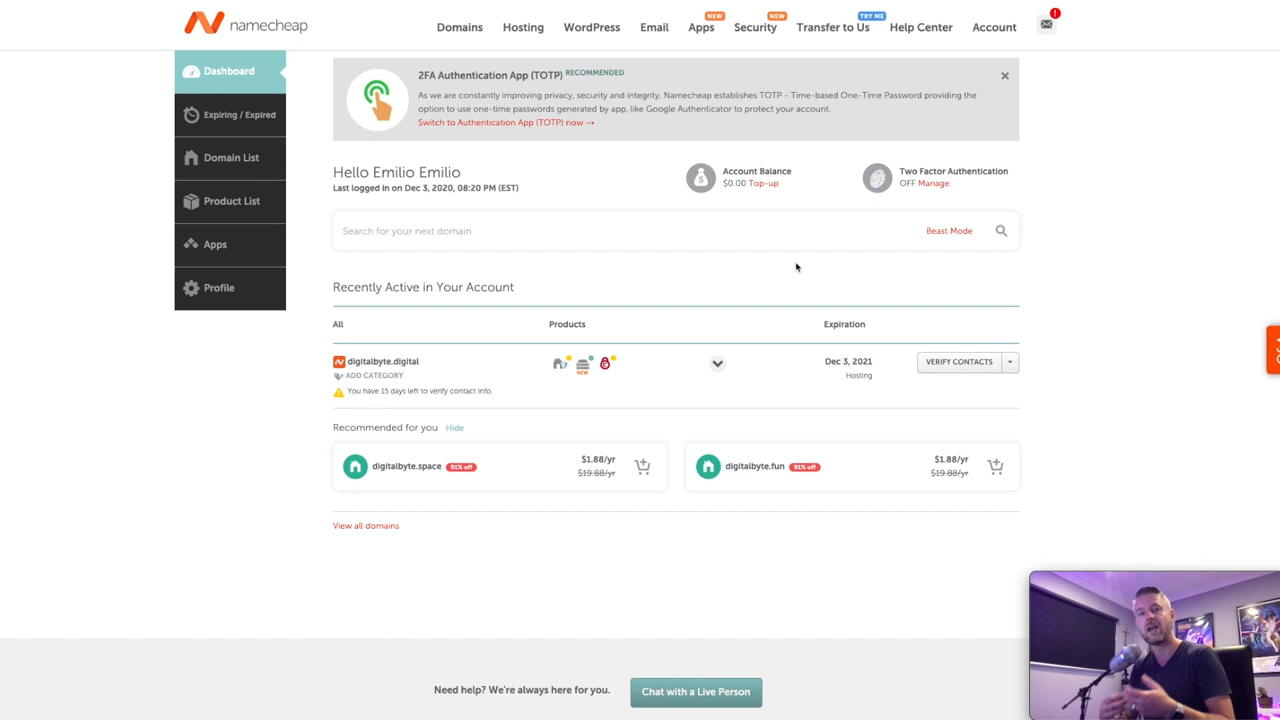 namecheap
Domains
Hosting
WordPress
Email
Apps
NEW
Security
NEW
Transfer to Us
TRY ME
Help Center
Account
!
Dashboard
Expiring / Expired
Domain List
Product List
Apps
Profile
2FA Authentication App (TOTP) RECOMMENDED
As we are constantly improving privacy, security and integrity, Namecheap establishes TOTP - Time-based One-Time Password providing the
option to use one-time passwords generated by app, like Google Authenticator to protect your account.
Switch to Authentication App (TOTP) now →
Hello Emilio Emilio
Last logged in on Dec 3, 2020, 08:20 PM (EST)
Account Balance
$0.00 Top-up
Two Factor Authentication
OFF Manage
Search for your next domain
Beast Mode
Recently Active in Your Account
All
Products
Expiration
digitalbyte.digital
ADD CATEGORY
You have 15 days left to verify contact info.
NEW
Dec 3, 2021
Hosting
VERIFY CONTACTS
Recommended for you Hide
digitalbyte.space 91% off
$1.88/yr
$19.88/yr
digitalbyte.fun 91% off
$1.88/yr
$19.88/yr
View all domains
Need help? We're always here for you.
Chat with a Live Person